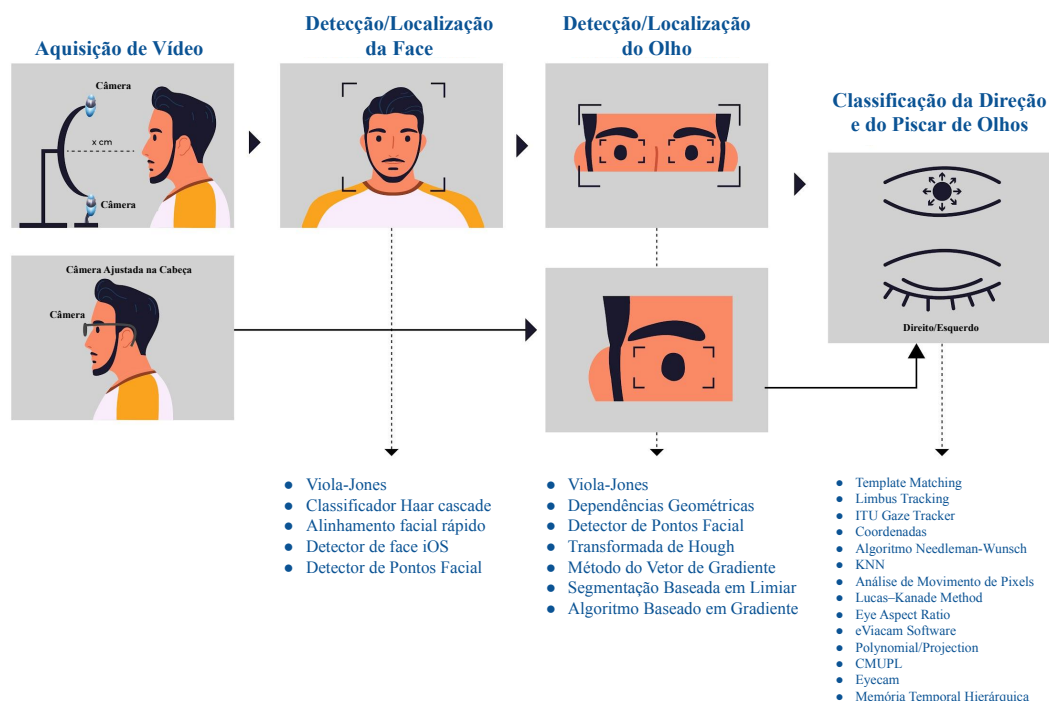 Aquisição de Vídeo
Câmera
x cm
Câmera
Câmera Ajustada na Cabeça
Câmera
Detecção/Localização
da Face
Detecção/Localização
do Olho
Classificação da Direção
e do Piscar de Olhos
Direito/Esquerdo
● Viola-Jones
● Classificador Haar cascade
● Alinhamento facial rápido
● Detector de face iOS
● Detector de Pontos Facial
● Viola-Jones
● Dependências Geométricas
● Detector de Pontos Facial
● Transformada de Hough
● Método do Vetor de Gradiente
● Segmentação Baseada em Limiar
● Algoritmo Baseado em Gradiente
● Template Matching
● Limbus Tracking
● ITU Gaze Tracker
● Coordenadas
● Algoritmo Needleman-Wunsch
● KNN
● Análise de Movimento de Pixels
● Lucas–Kanade Method
● Eye Aspect Ratio
● eViacam Software
● Polynomial/Projection
● CMUPL
● Eyecam
● Memória Temporal Hierárquica